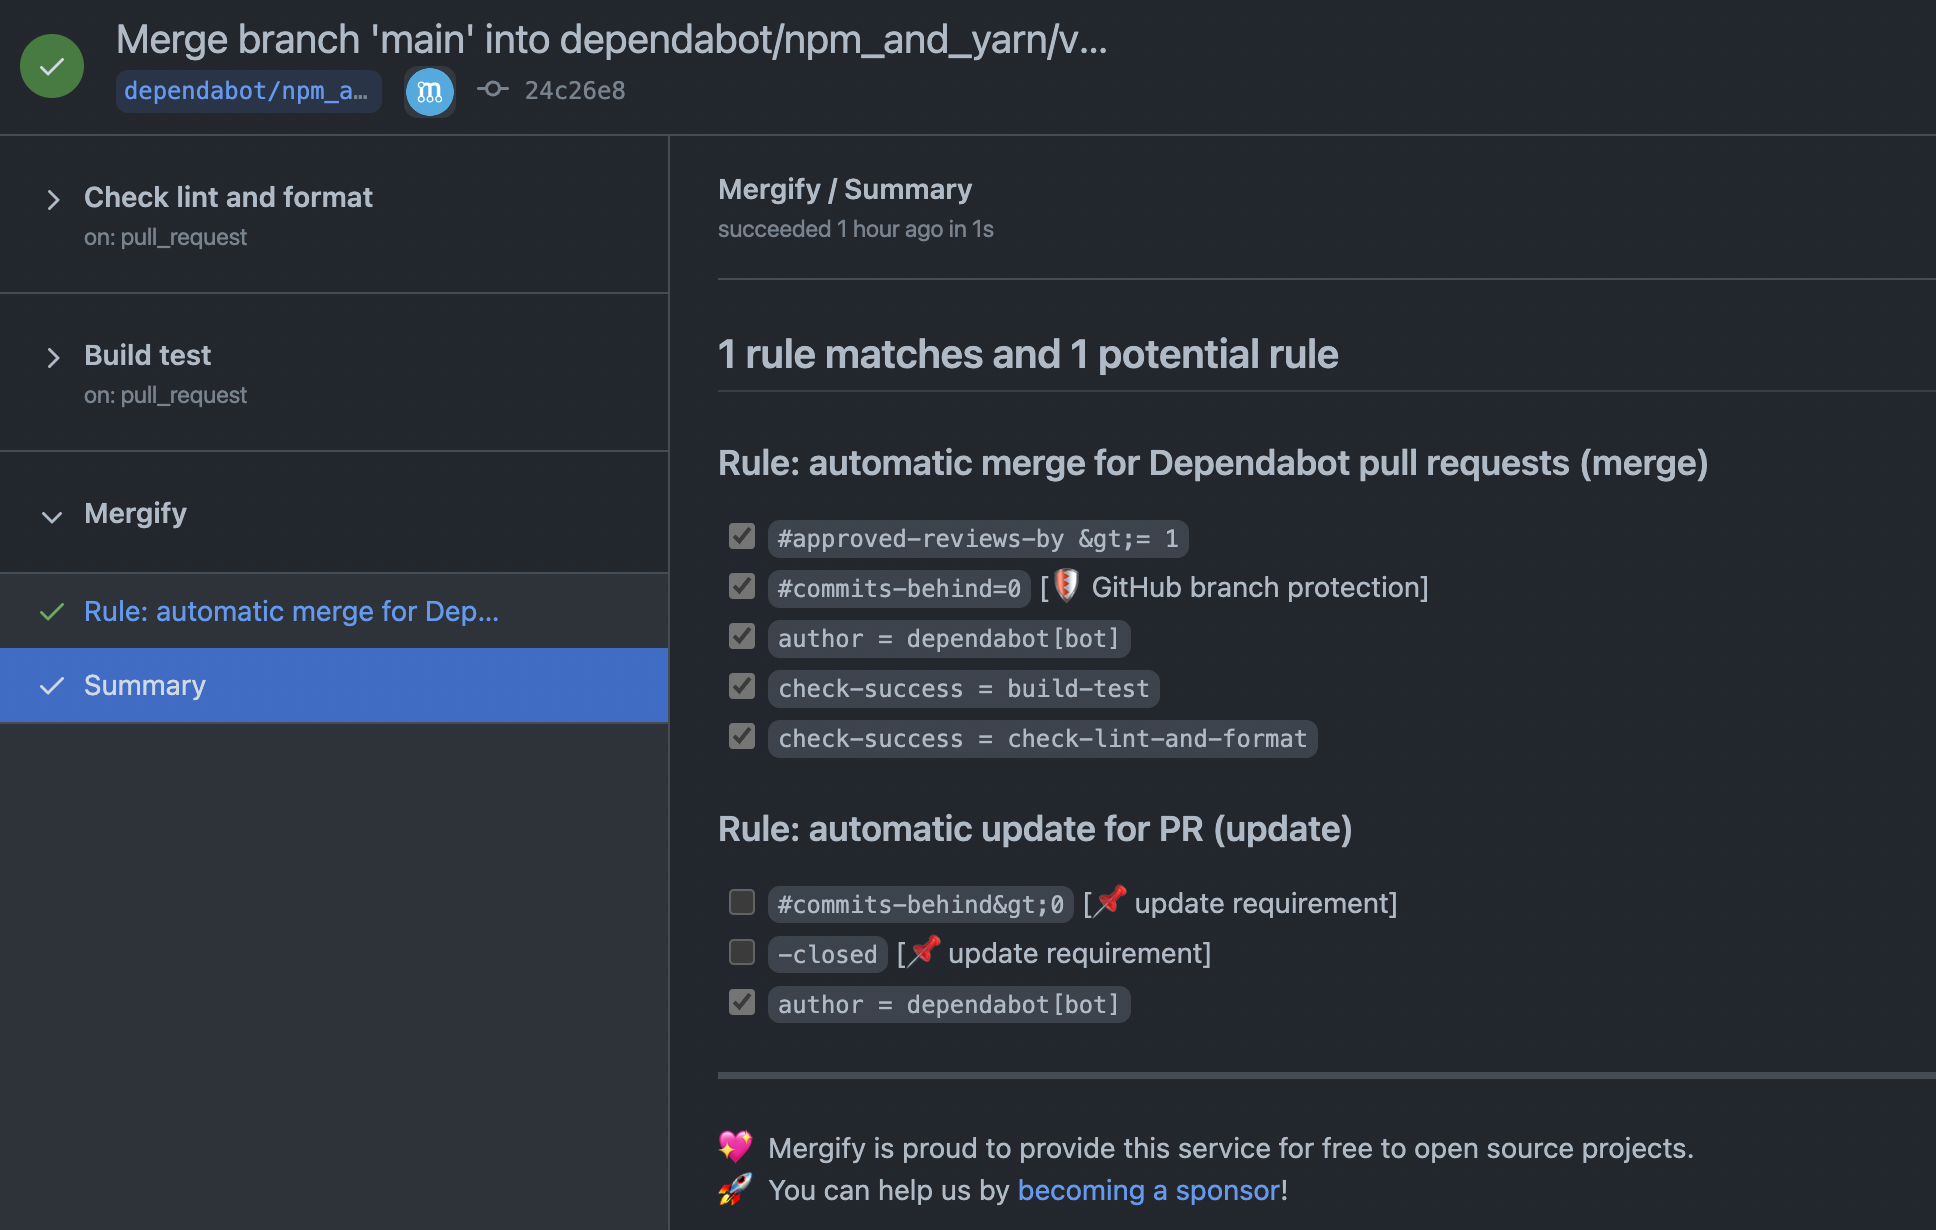 Merge branch 'main' into dependabot/npm_and_yarn/v...
dependabot/npm_a… 24c26e8
Check lint and format
on: pull_request
Build test
on: pull_request
Mergify
Rule: automatic merge for Dep...
Summary
Mergify / Summary
succeeded 1 hour ago in 1s
1 rule matches and 1 potential rule
Rule: automatic merge for Dependabot pull requests (merge)
#approved-reviews-by &gt;= 1
#commits-behind=0 [🛡 GitHub branch protection]
author = dependabot[bot]
check-success = build-test
check-success = check-lint-and-format
Rule: automatic update for PR (update)
#commits-behind&gt;0 [📌 update requirement]
-closed [📌 update requirement]
author = dependabot[bot]
💖 Mergify is proud to provide this service for free to open source projects.
🚀 You can help us by becoming a sponsor!